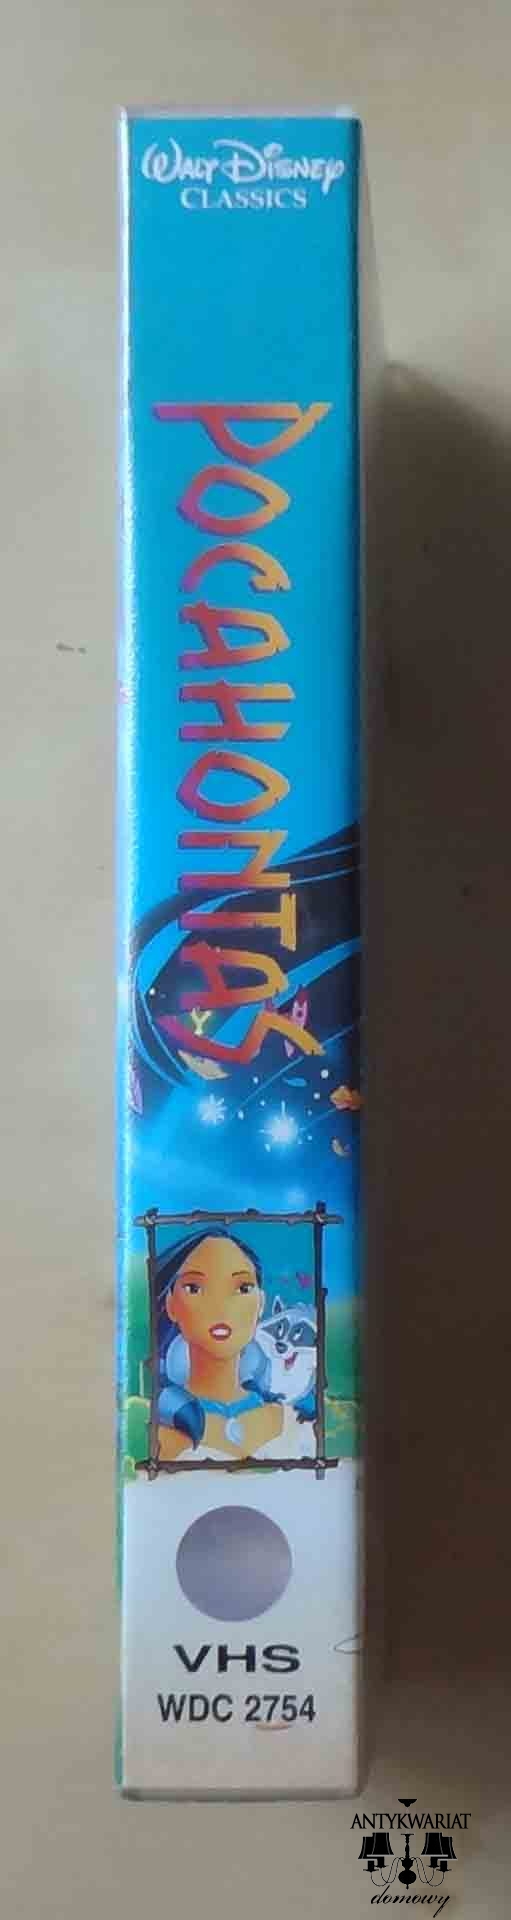 WALT DISNEY
CLASSICS
POCAHONTAS
VHS
WDC 2754
ANTYKWARIAT
domowy